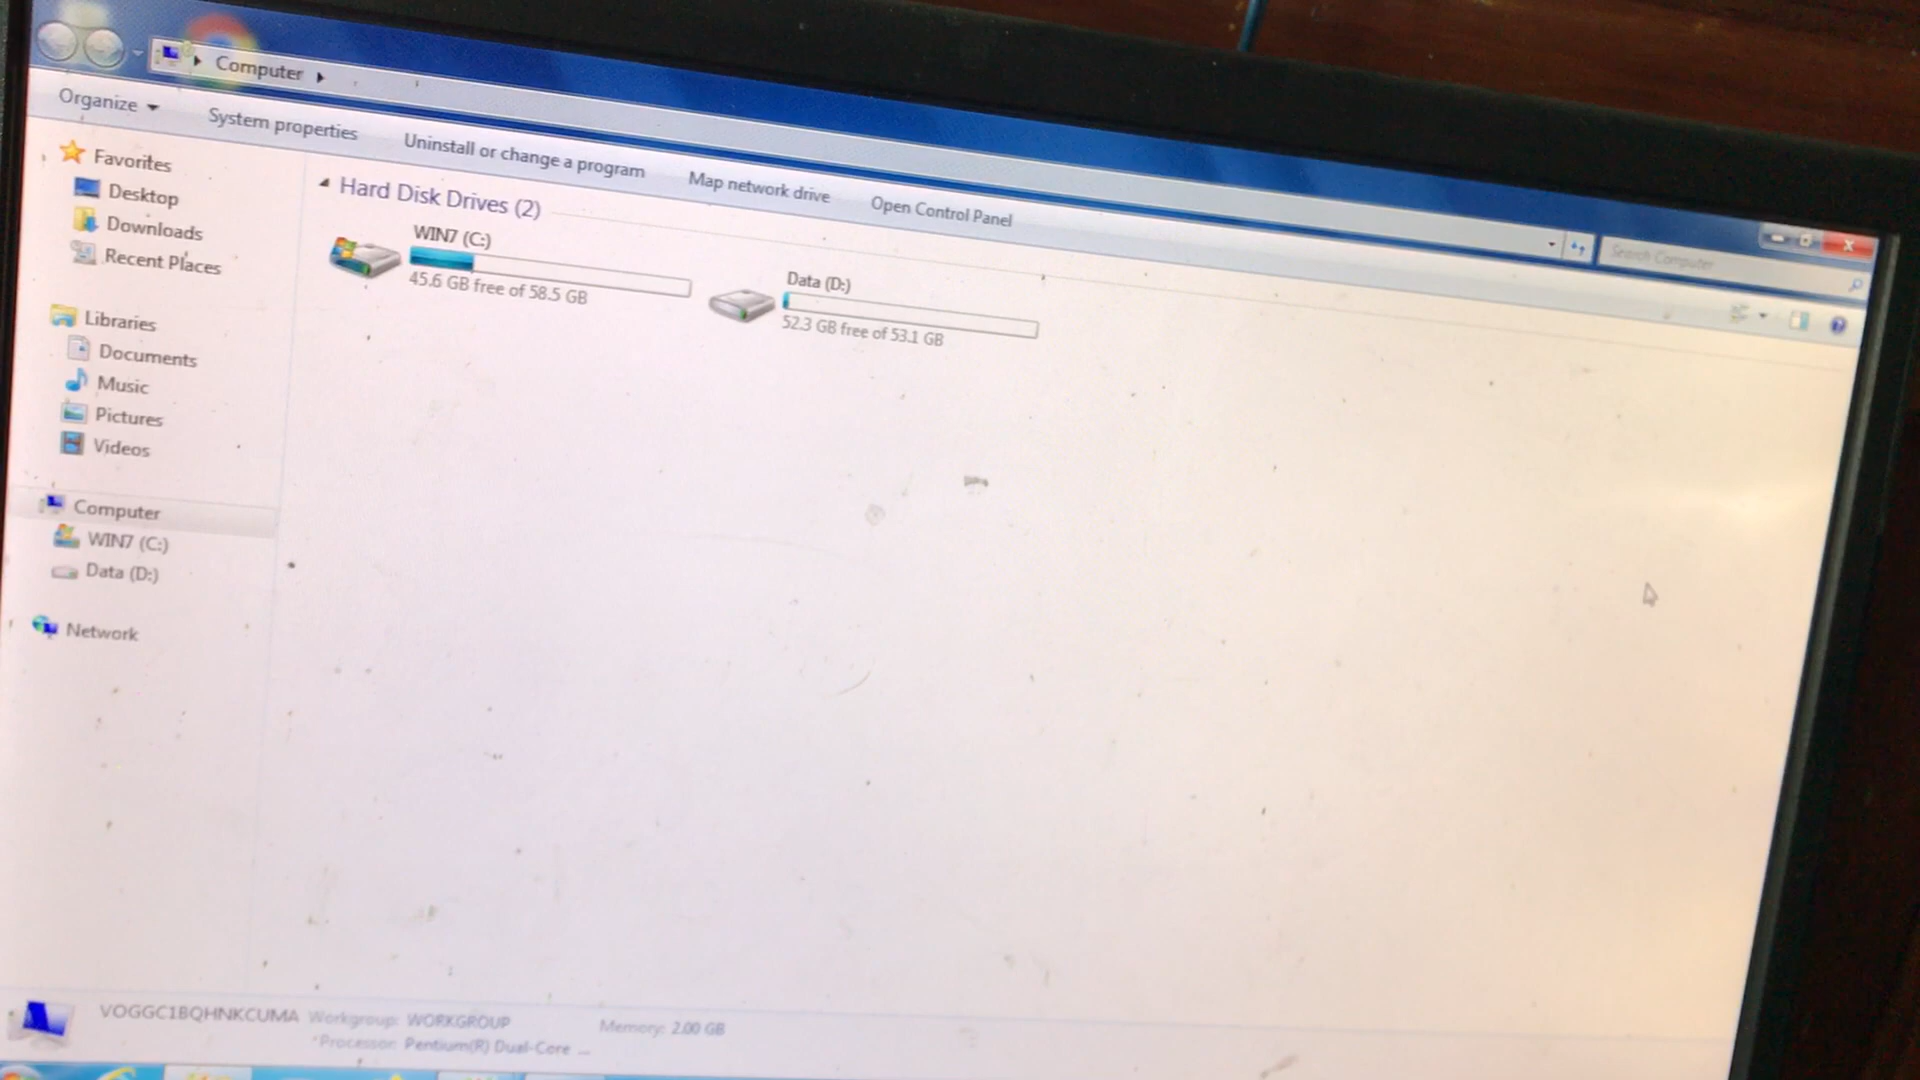 Computer
Search Computer
Organize
System properties
Uninstall or change a program
Map network drive
Open Control Panel
Favorites
Desktop
Downloads
Recent Places
Libraries
Documents
Music
Pictures
Videos
Computer
WIN7 (C:)
Data (D:)
Network
Hard Disk Drives (2)
WIN7 (C:)
45.6 GB free of 58.5 GB
Data (D:)
52.3 GB free of 53.1 GB
VOGGC1BQHNKCUMA Workgroup: WORKGROUP Memory: 2.00 GB
Processor: Pentium(R) Dual-Core ...